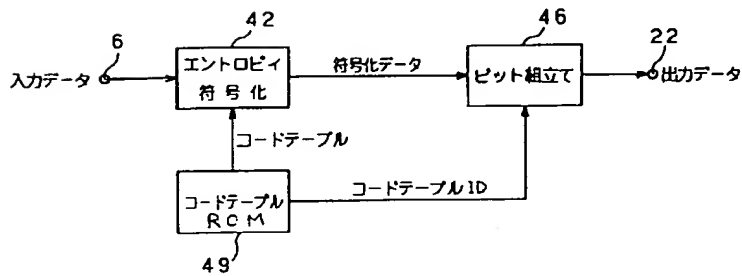 42
46
6
22
入力データ
エントロピィ
符号化
符号化データ
ビット組立て
出力データ
コードテーブル
コードテーブル
ROM
コードテーブルID
49